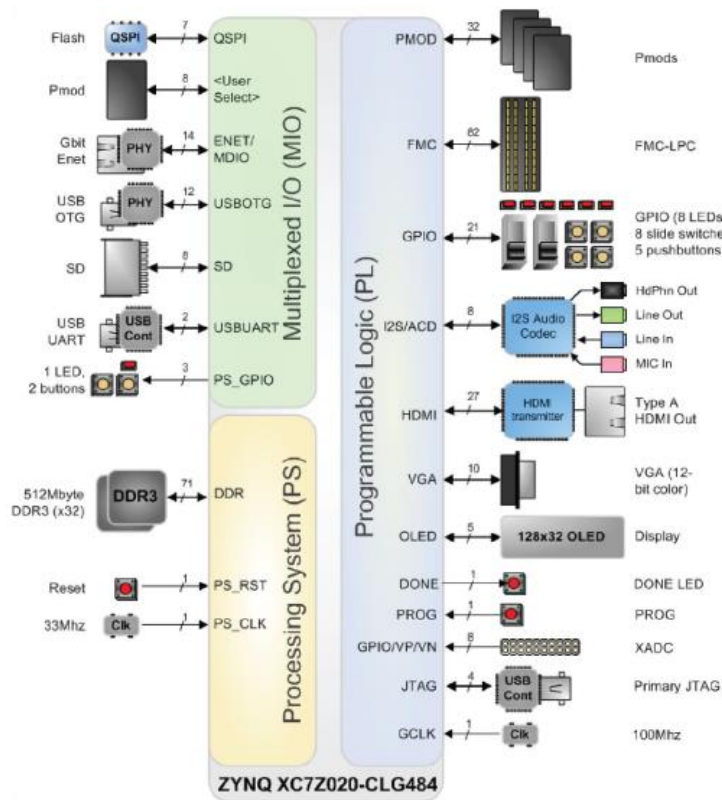 Flash
QSPI
7
QSPI
Pmod
8
<User
Select>
Gbit
Enet
PHY
14
ENET/
MDIO
USB
OTG
PHY
12
USBOTG
SD
8
SD
USB
UART
USB
Cont
2
USBUART
1 LED,
2 buttons
3
PS_GPIO
Multiplexed I/O (MIO)
512Mbyte
DDR3 (x32)
DDR3
71
DDR
Reset
1
PS_RST
33Mhz
Clk
1
PS_CLK
Processing System (PS)
Programmable Logic (PL)
PMOD
32
Pmods
FMC
82
FMC-LPC
GPIO
21
GPIO (8 LEDs
8 slide switche
5 pushbuttons
I2S/ACD
8
I2S Audio
Codec
HdPhn Out
Line Out
Line In
MIC In
HDMI
27
HDMI
transmitter
Type A
HDMI Out
VGA
10
VGA (12-
bit color)
OLED
5
128x32 OLED
Display
DONE
1
DONE LED
PROG
1
PROG
GPIO/VP/VN
8
XADC
JTAG
4
USB
Cont
Primary JTAG
GCLK
1
Clk
100Mhz
ZYNQ XC7Z020-CLG484